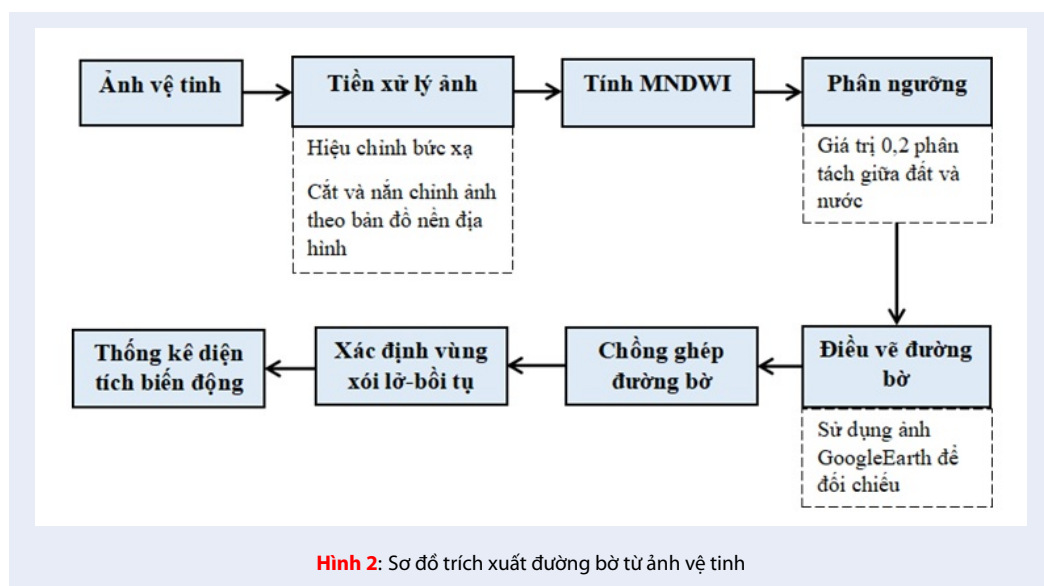 Ảnh vệ tinh
Tiền xử lý ảnh
Hiệu chỉnh bức xạ
Cắt và nắn chỉnh ảnh
theo bản đồ nền địa
hình
Tính MNDWI
Phân ngưỡng
Giá trị 0,2 phân
tách giữa đất và
nước
Điều vẽ đường
bờ
Sử dụng ảnh
GoogleEarth để
đối chiếu
Chồng ghép
đường bờ
Xác định vùng
xói lở-bồi tụ
Thống kê diện
tích biến động
Hình 2: Sơ đồ trích xuất đường bờ từ ảnh vệ tinh